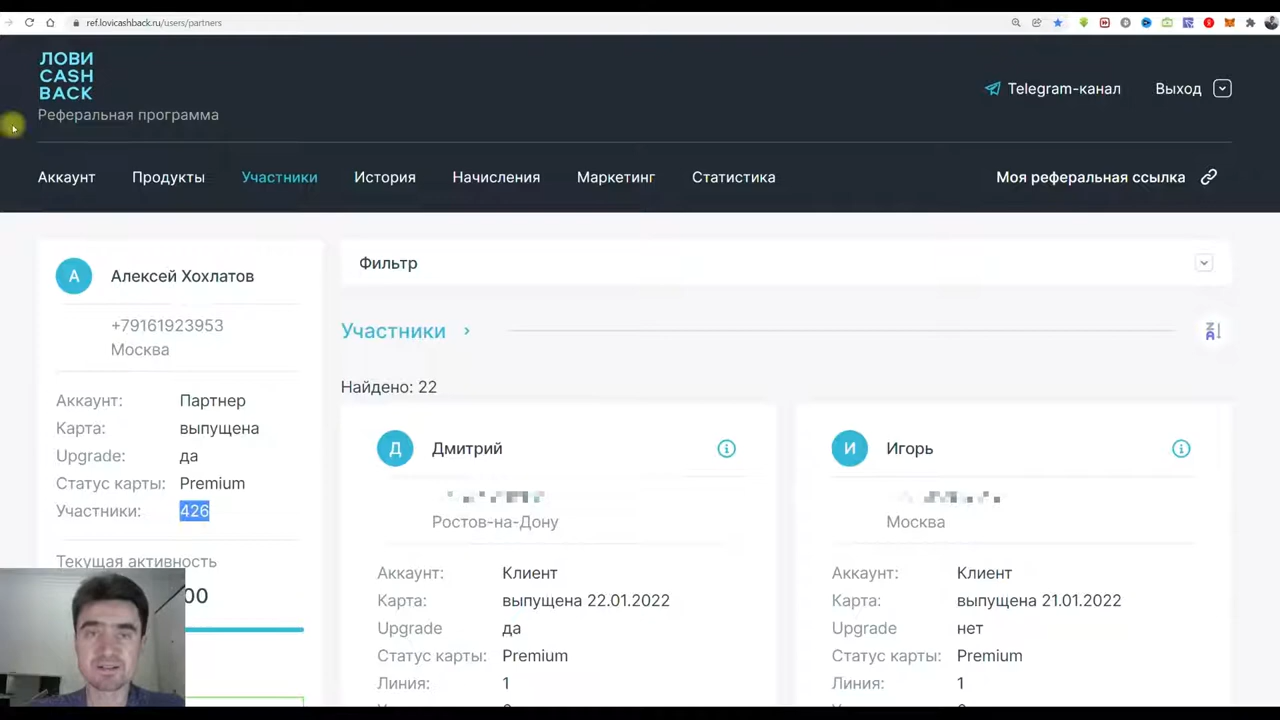 ref.lovicashback.ru/users/partners
ЛОВИ
CASH
BACK
Реферальная программа
Telegram-канал
Выход
Аккаунт
Продукты
Участники
История
Начисления
Маркетинг
Статистика
Моя реферальная ссылка
А
Алексей Хохлатов
+79161923953
Москва
Аккаунт: Партнер
Карта: выпущена
Upgrade: да
Статус карты: Premium
Участники: 426
Текущая активность
00
Фильтр
Участники
Найдено: 22
Д
Дмитрий
Ростов-на-Дону
Аккаунт: Клиент
Карта: выпущена 22.01.2022
Upgrade да
Статус карты: Premium
Линия: 1
И
Игорь
Москва
Аккаунт: Клиент
Карта: выпущена 21.01.2022
Upgrade нет
Статус карты: Premium
Линия: 1